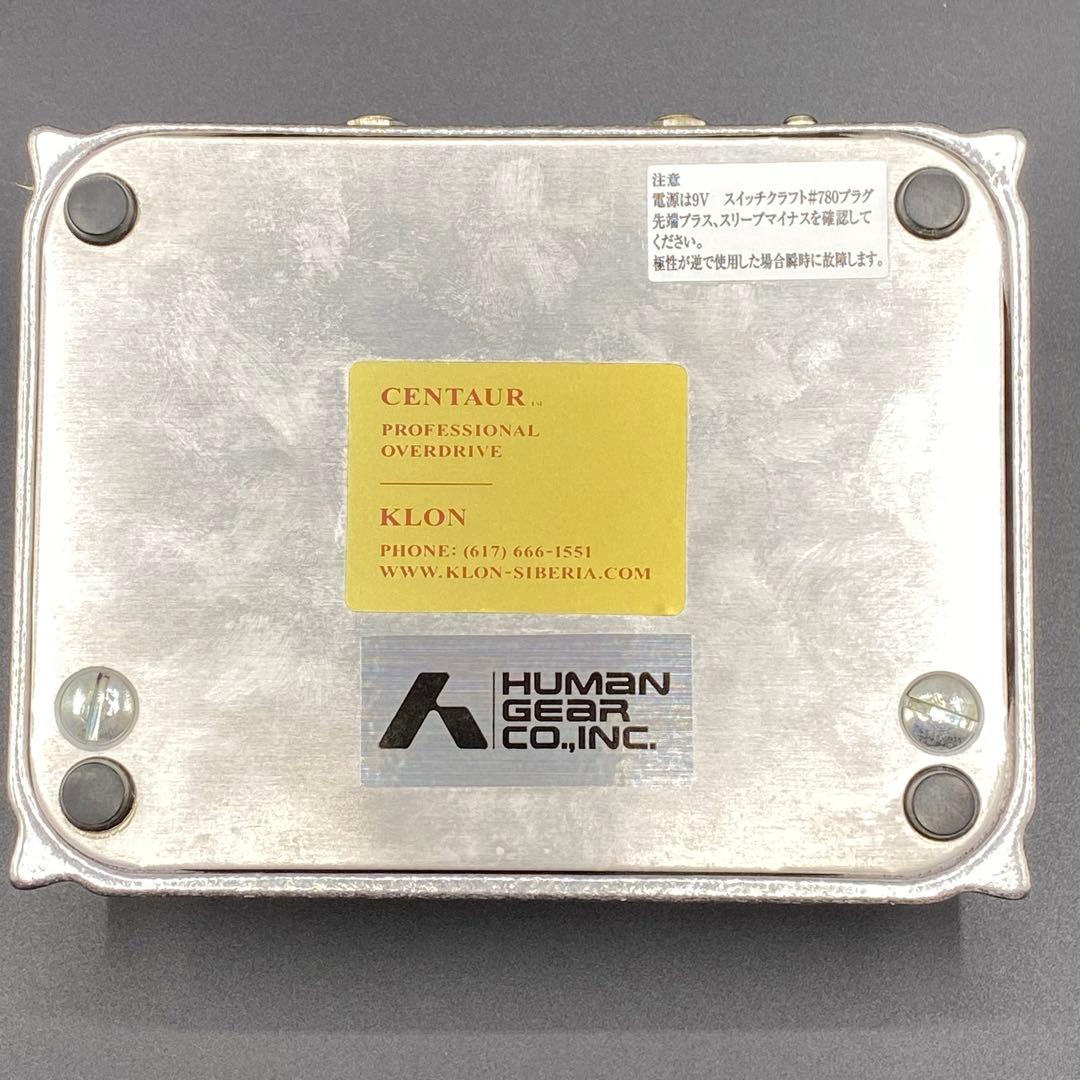 注意
電源は9V　スイッチクラフト#780プラグ
先端プラス、スリーブマイナスを確認して
ください。
極性が逆で使用した場合瞬時に故障します。
CENTAUR TM
PROFESSIONAL
OVERDRIVE
KLON
PHONE: (617) 666-1551
WWW.KLON-SIBERIA.COM
HUMAN
GEAR
CO.,INC.